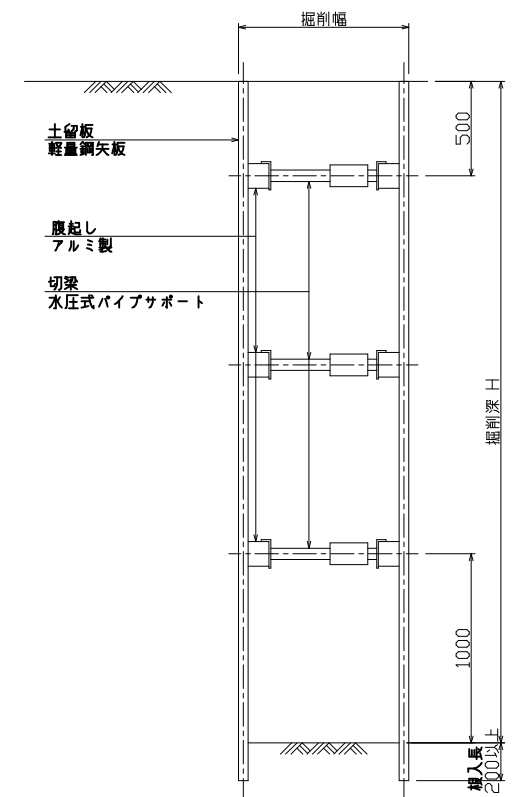 掘削幅
500
土留板
軽量鋼矢板
腹起し
アルミ製
切梁
水圧式パイプサポート
掘削深 H
1000
根入長
200以上